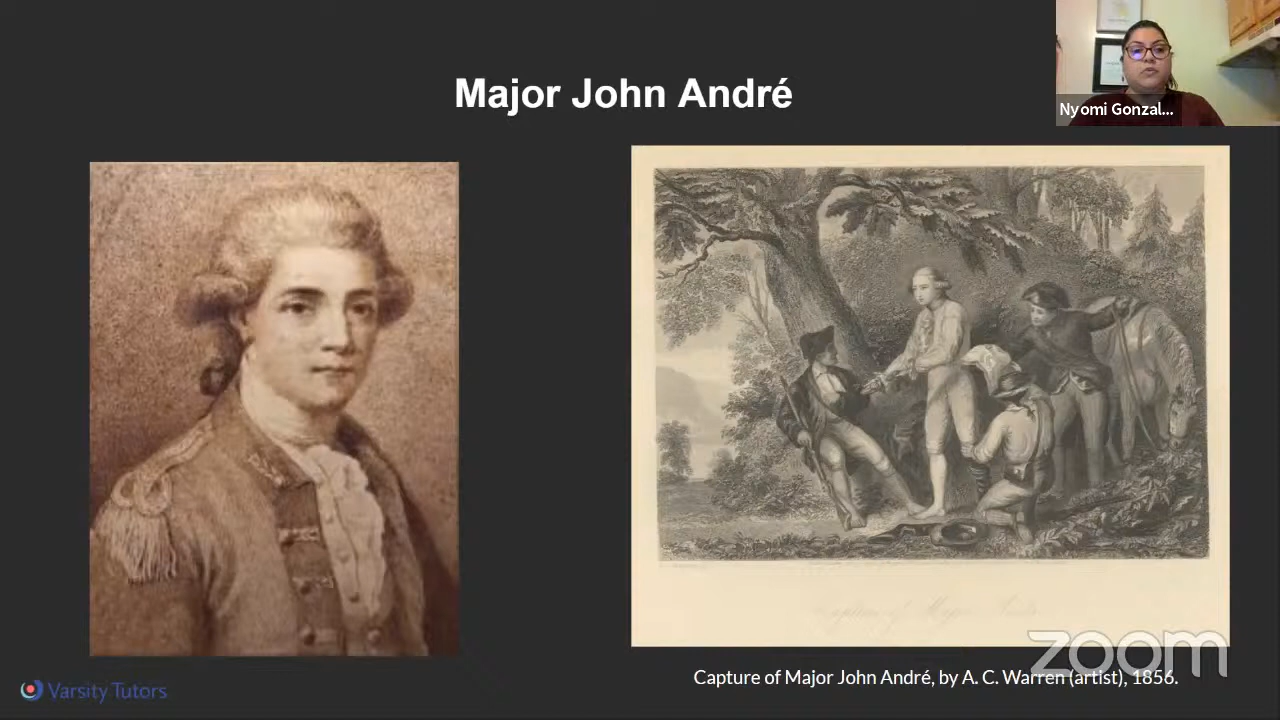 Major John André
Nyomi Gonzal...
Capture of Major John André, by A. C. Warren (artist), 1856.
zoom
Varsity Tutors